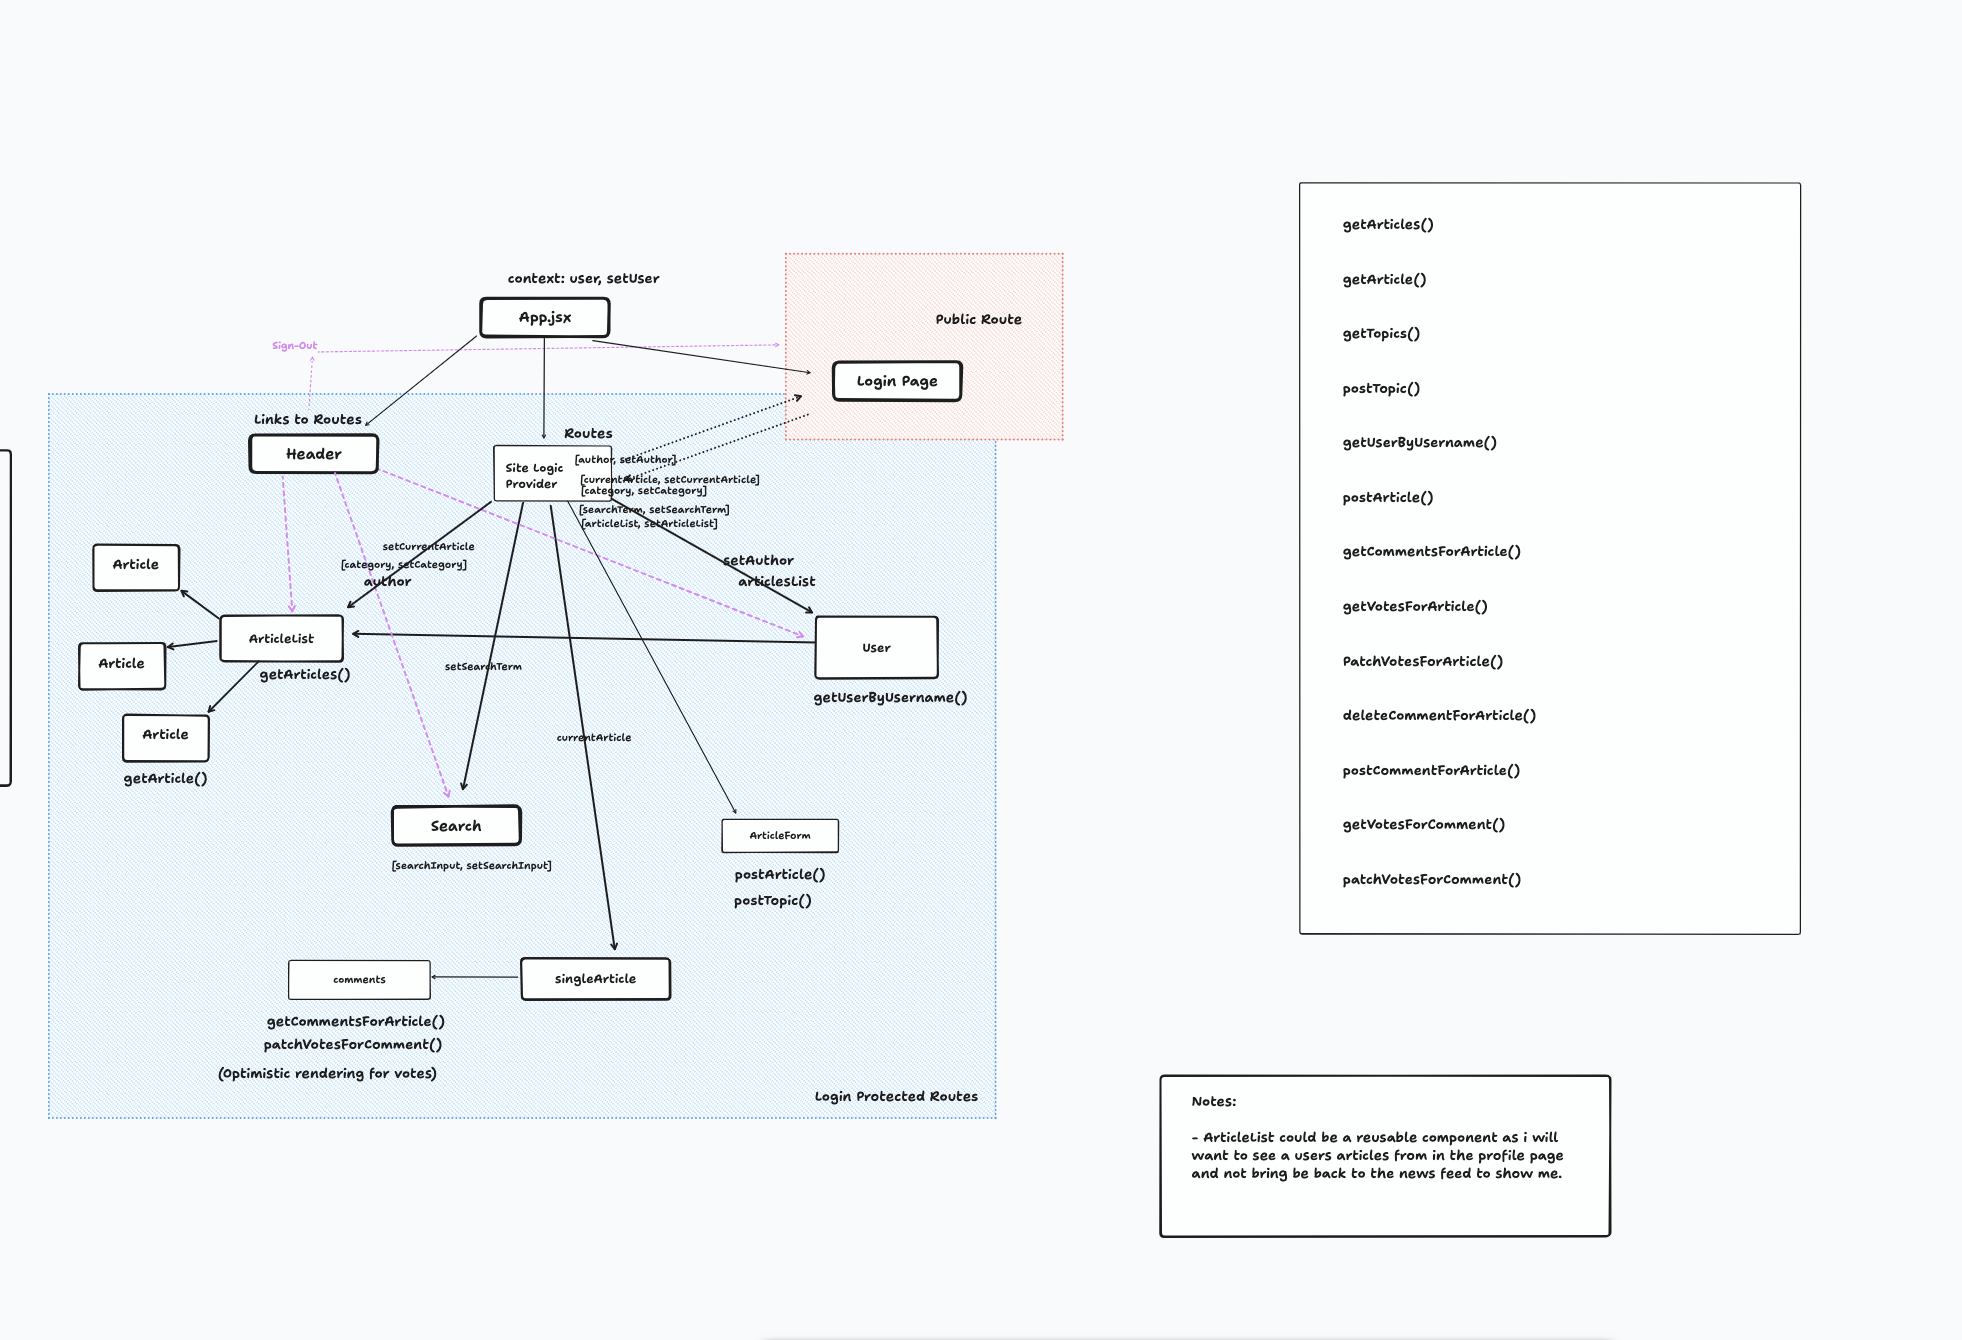 context: user, setUser
App.jsx
Public Route
Login Page
Sign-Out
Links to Routes
Header
Routes
Site Logic
Provider
[author, setAuthor]
[currentArticle, setCurrentArticle]
[category, setCategory]
[searchTerm, setSearchTerm]
[articleList, setArticleList]
setCurrentArticle
[category, setCategory]
author
setAuthor
articlesList
Article
Article
Article
getArticle()
ArticleList
getArticles()
User
getUserByUsername()
setSearchTerm
currentArticle
Search
[searchInput, setSearchInput]
ArticleForm
postArticle()
postTopic()
singleArticle
comments
getCommentsForArticle()
patchVotesForComment()
(Optimistic rendering for votes)
Login Protected Routes
getArticles()
getArticle()
getTopics()
postTopic()
getUserByUsername()
postArticle()
getCommentsForArticle()
getVotesForArticle()
PatchVotesForArticle()
deleteCommentForArticle()
postCommentForArticle()
getVotesForComment()
patchVotesForComment()
Notes:
- ArticleList could be a reusable component as i will
want to see a users articles from in the profile page
and not bring be back to the news feed to show me.